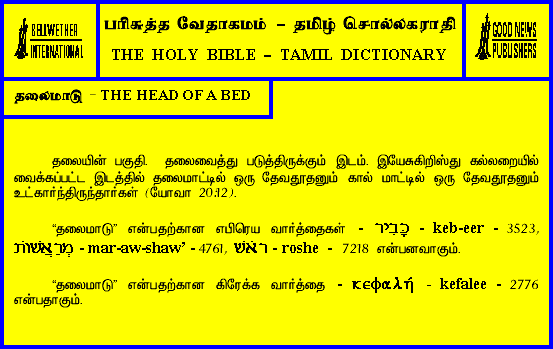 BELLWETHER
INTERNATIONAL
பரிசுத்த வேதாகமம் – தமிழ் சொல்லகராதி
THE HOLY BIBLE – TAMIL DICTIONARY
GOOD NEWS
PUBLISHERS
தலைமாடு - THE HEAD OF A BED
தலையின் பகுதி. தலைவைத்து படுத்திருக்கும் இடம். இயேசுகிறிஸ்து கல்லறையில்
வைக்கப்பட்ட இடத்தில் தலைமாட்டில் ஒரு தேவதூதனும் கால் மாட்டில் ஒரு தேவதூதனும்
உட்கார்ந்திருந்தார்கள் (யோவா 20:12).
“தலைமாடு” என்பதற்கான எபிரெய வார்த்தைகள் - כָּבִיר - keb-eer - 3523,
מְרַאֲשׁוֹת - mar-aw-shaw’ - 4761, ראֹשׁ - roshe - 7218 என்பனவாகும்.
“தலைமாடு” என்பதற்கான கிரேக்க வார்த்தை - κεφαλή - kefalee - 2776
என்பதாகும்.